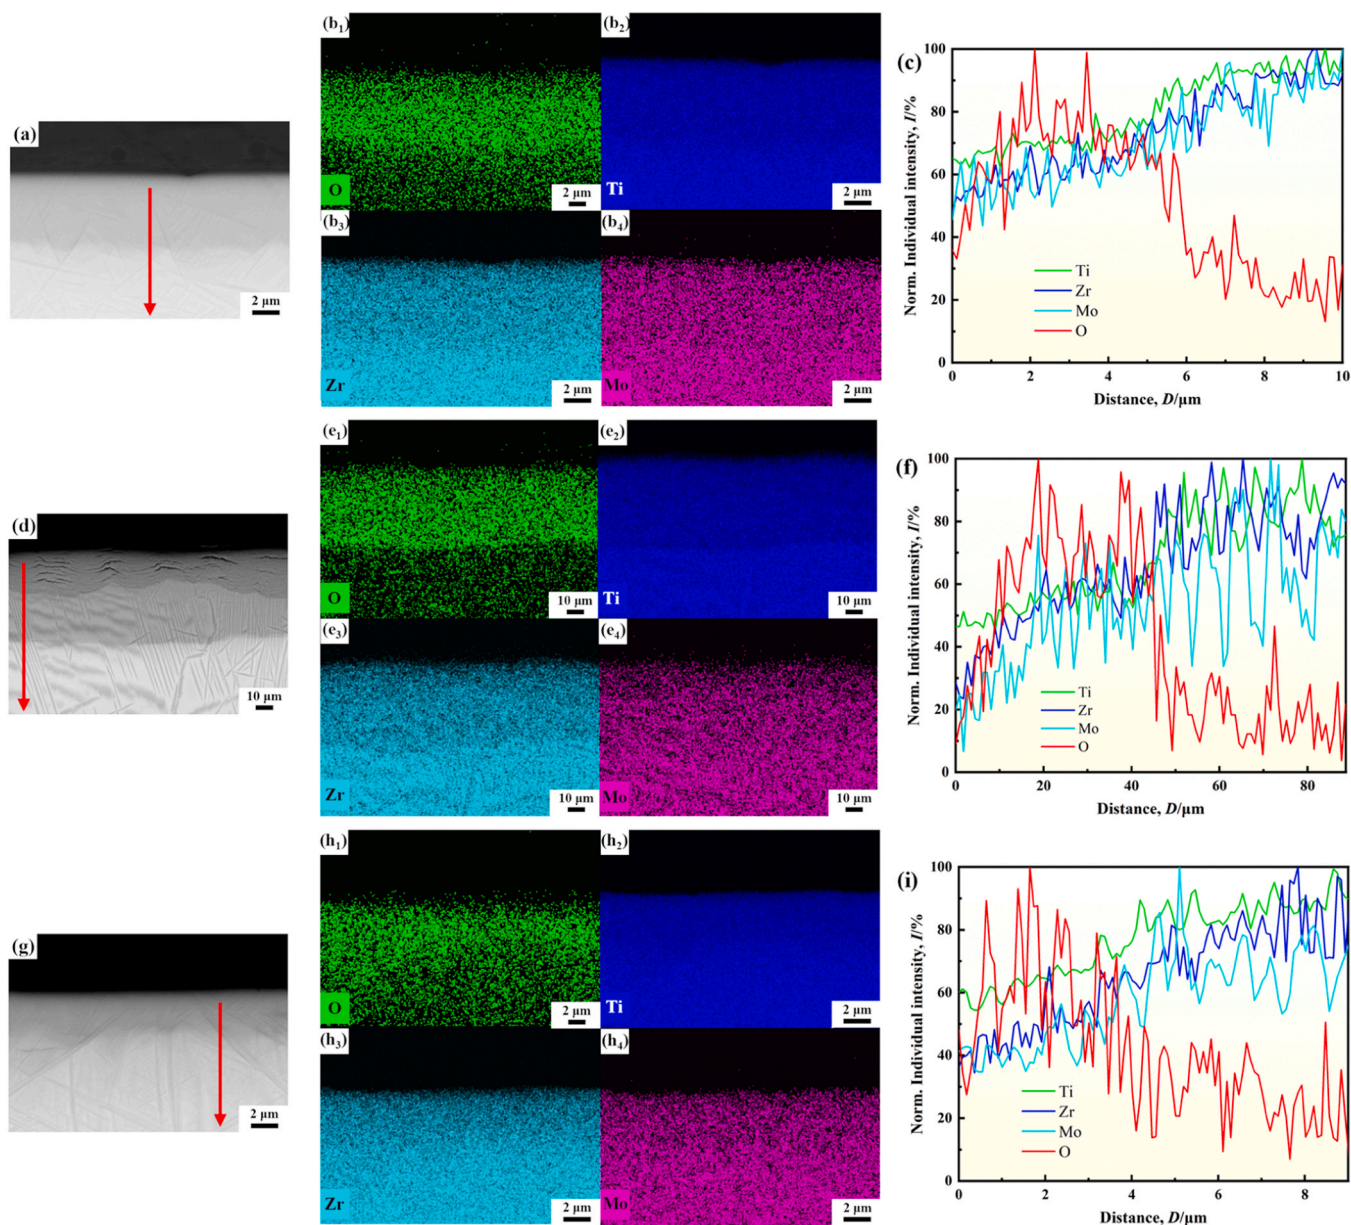 (a)
2 μm
(b₁)
O
2 μm
(b₂)
Ti
2 μm
(b₃)
Zr
2 μm
(b₄)
Mo
2 μm
(c)
Norm. Individual intensity, I/%
100
80
60
40
20
0
Ti
Zr
Mo
O
0 2 4 6 8 10
Distance, D/μm
(d)
10 μm
(e₁)
O
10 μm
(e₂)
Ti
10 μm
(e₃)
Zr
10 μm
(e₄)
Mo
10 μm
(f)
Norm. Individual intensity, I/%
100
80
60
40
20
0
Ti
Zr
Mo
O
0 20 40 60 80
Distance, D/μm
(g)
2 μm
(h₁)
O
2 μm
(h₂)
Ti
2 μm
(h₃)
Zr
2 μm
(h₄)
Mo
2 μm
(i)
Norm. Individual intensity, I/%
100
80
60
40
20
0
Ti
Zr
Mo
O
0 2 4 6 8
Distance, D/μm